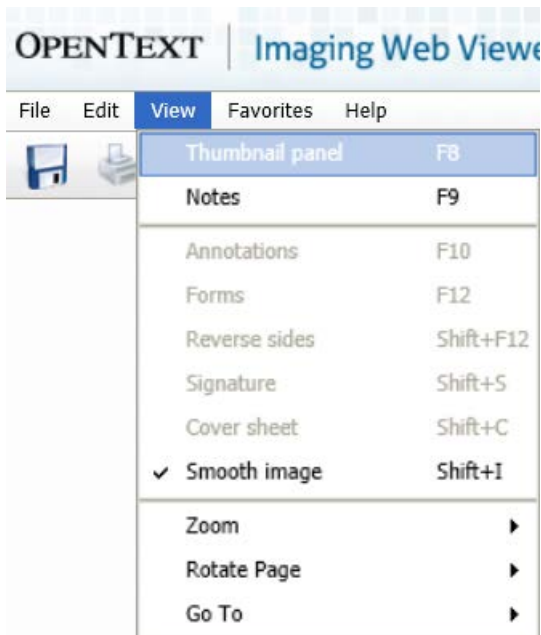 OPENTEXT | Imaging Web Viewe
File Edit View Favorites Help
Thumbnail panel F8
Notes F9
Annotations F10
Forms F12
Reverse sides Shift+F12
Signature Shift+S
Cover sheet Shift+C
✓ Smooth image Shift+I
Zoom
Rotate Page
Go To